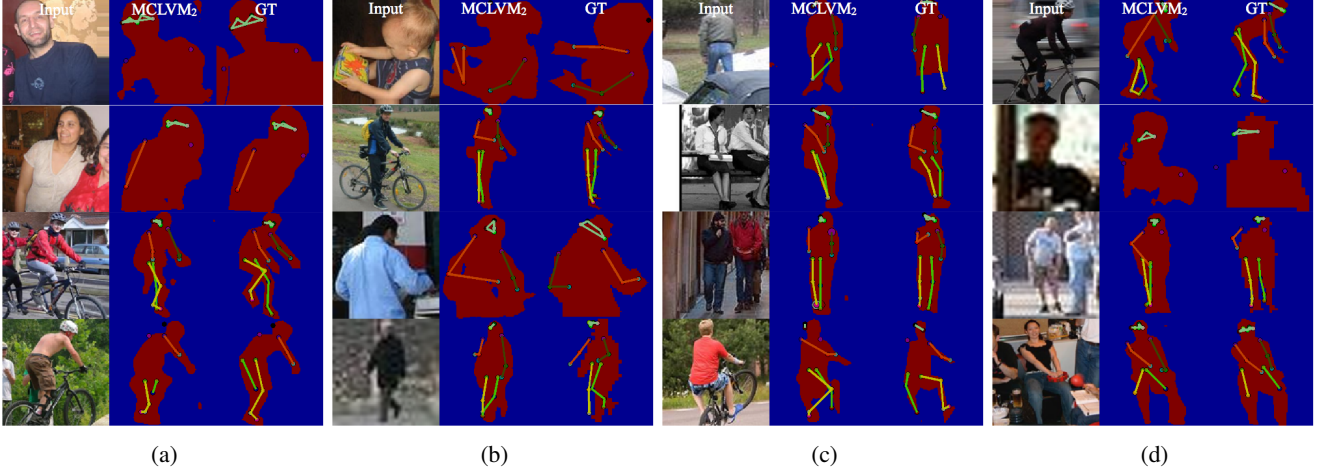 Input MCLVM₂ GT Input MCLVM₂ GT Input MCLVM₂ GT Input MCLVM₂ GT
(a) (b) (c) (d)